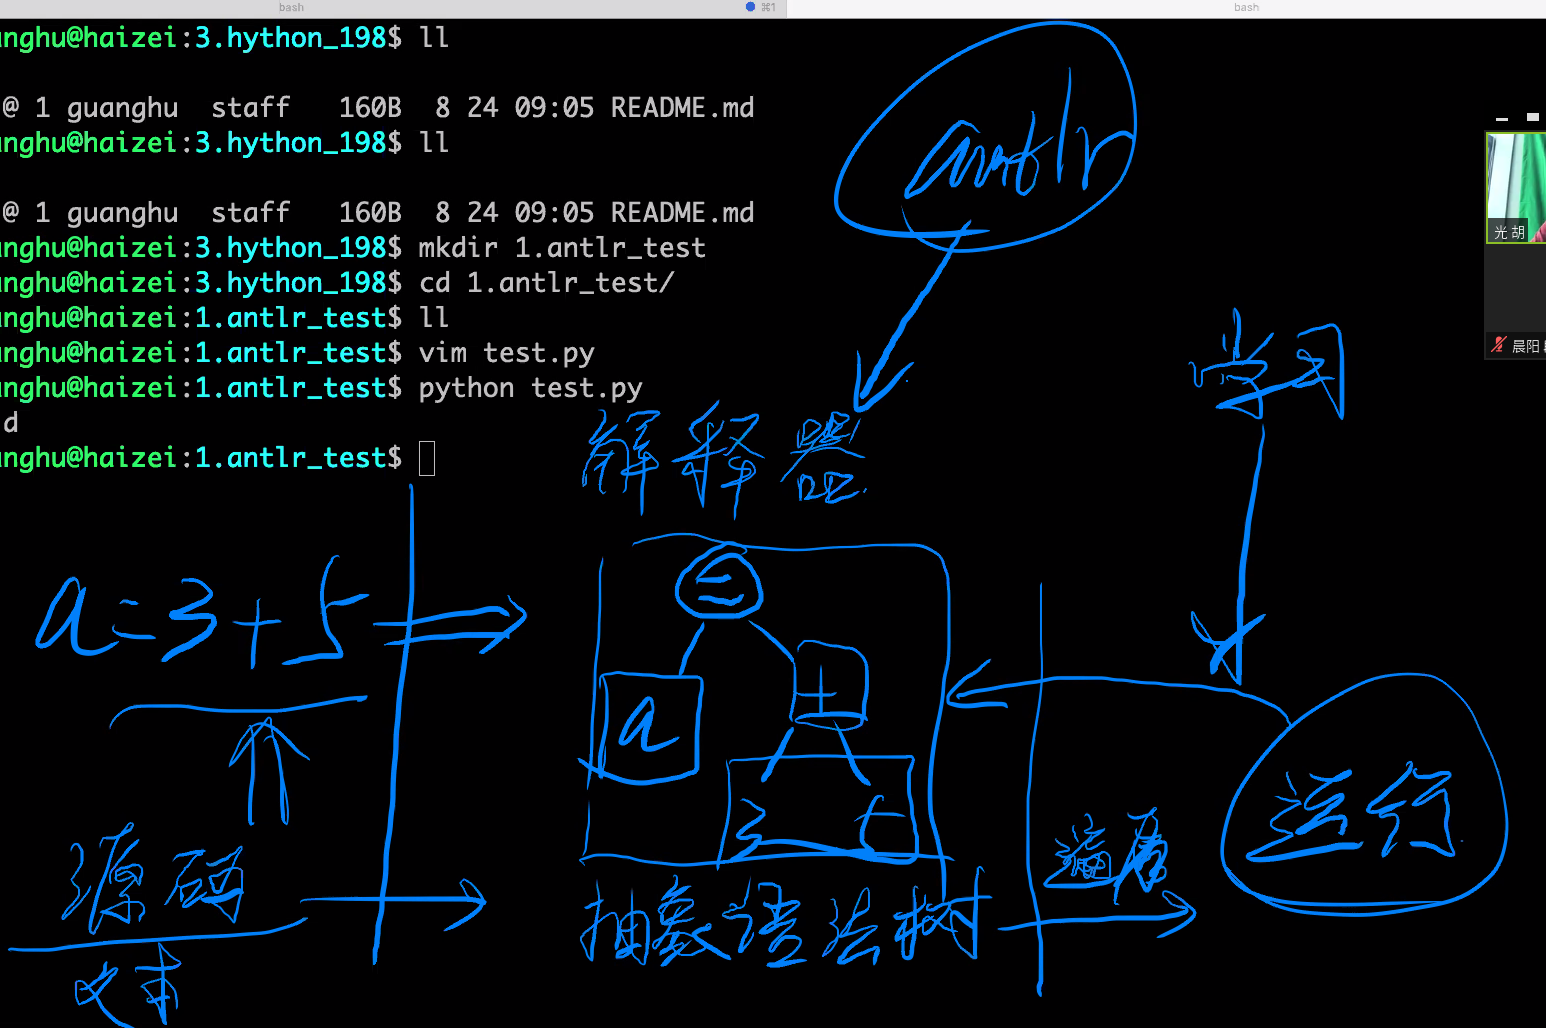 bash ⌘1 bash
anghu@haizei:3.hython_198$ ll
@ 1 guanghu staff 160B 8 24 09:05 README.md
anghu@haizei:3.hython_198$ ll
@ 1 guanghu staff 160B 8 24 09:05 README.md
anghu@haizei:3.hython_198$ mkdir 1.antlr_test
anghu@haizei:3.hython_198$ cd 1.antlr_test/
anghu@haizei:1.antlr_test$ ll
anghu@haizei:1.antlr_test$ vim test.py
anghu@haizei:1.antlr_test$ python test.py
d
anghu@haizei:1.antlr_test$
antlr
光 胡
晨阳
学习
解释器
a=3+5
=
a +
3 5
源码
文本
抽象语法树
遍历
运行